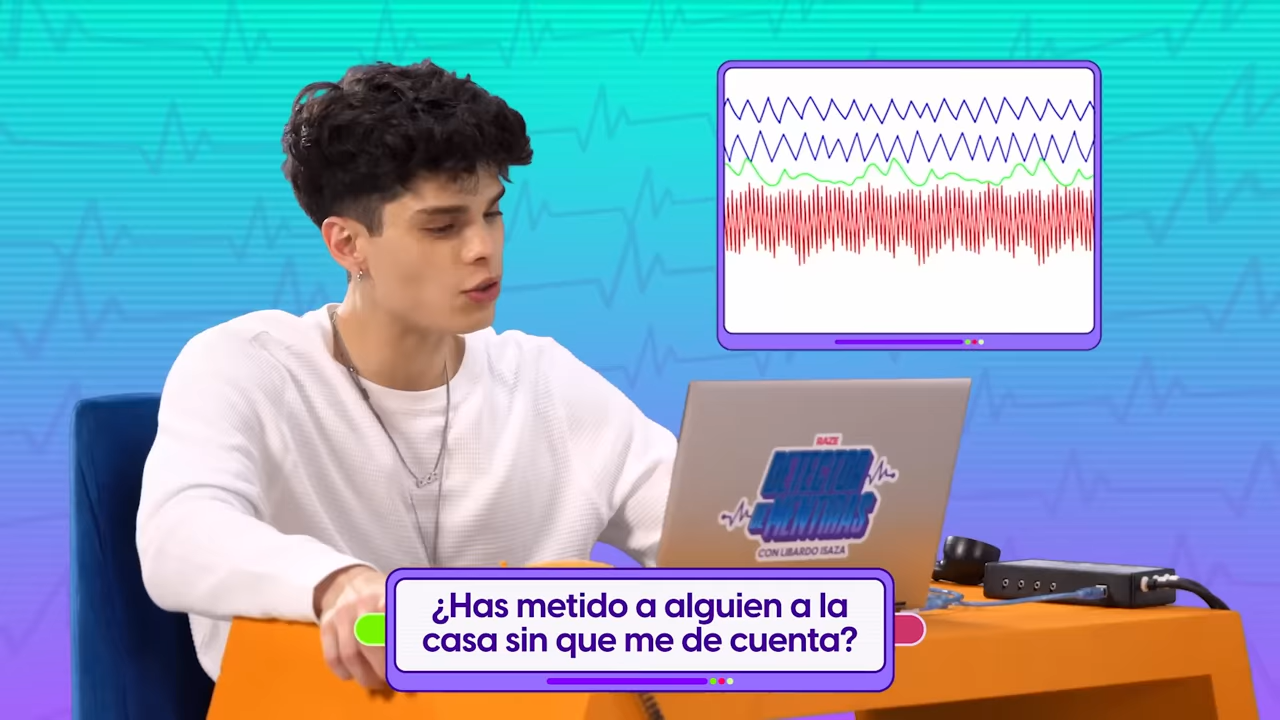 RAZE
DETECTOR
DE MENTIRAS
CON LIBARDO ISAZA
¿Has metido a alguien a la
casa sin que me de cuenta?